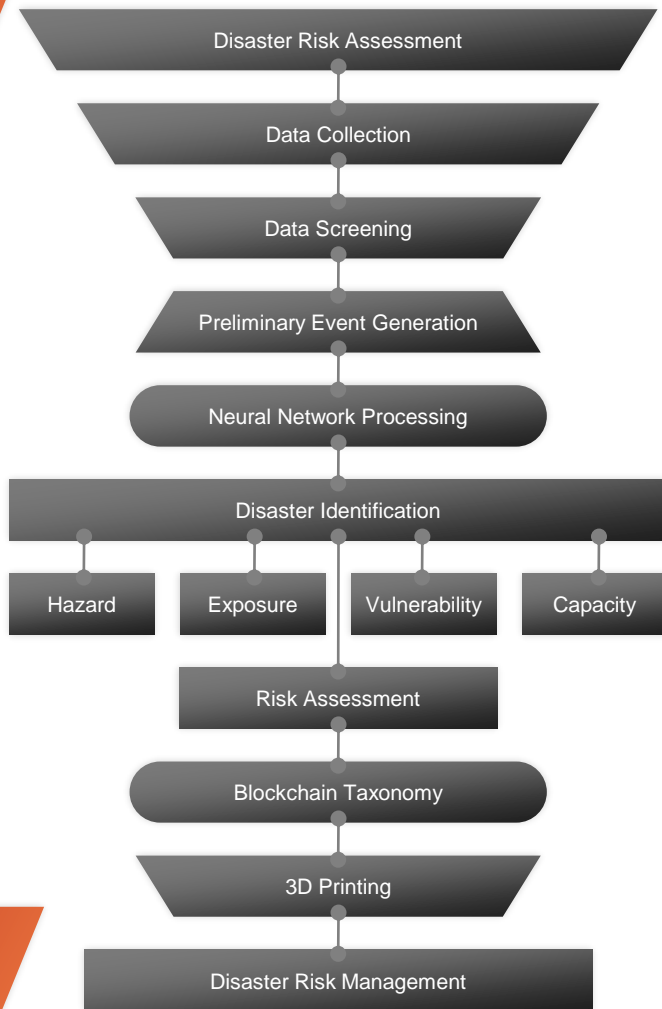 Disaster Risk Assessment
Data Collection
Data Screening
Preliminary Event Generation
Neural Network Processing
Disaster Identification
Hazard
Exposure
Vulnerability
Capacity
Risk Assessment
Blockchain Taxonomy
3D Printing
Disaster Risk Management